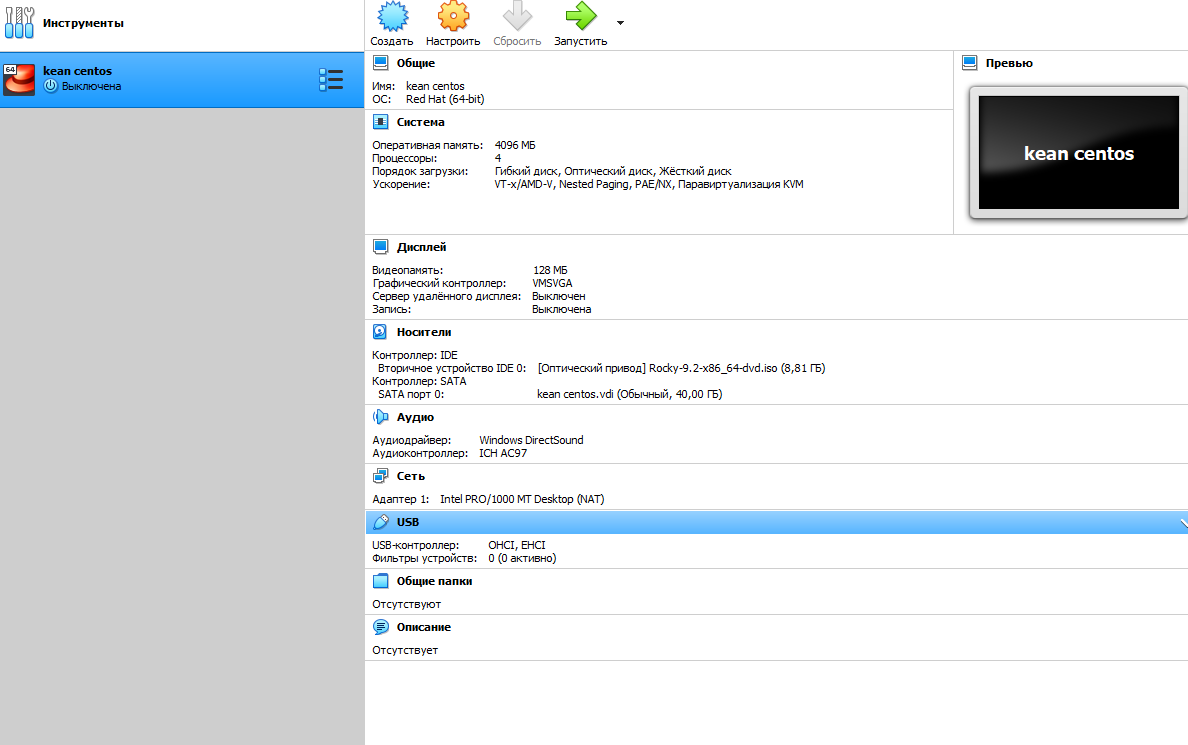 Инструменты
64
kean centos
Выключена
Создать Настроить Сбросить Запустить
Общие
Имя: kean centos
ОС: Red Hat (64-bit)
Система
Оперативная память: 4096 МБ
Процессоры: 4
Порядок загрузки: Гибкий диск, Оптический диск, Жёсткий диск
Ускорение: VT-x/AMD-V, Nested Paging, PAE/NX, Паравиртуализация KVM
Превью
kean centos
Дисплей
Видеопамять: 128 МБ
Графический контроллер: VMSVGA
Сервер удалённого дисплея: Выключен
Запись: Выключена
Носители
Контроллер: IDE
Вторичное устройство IDE 0: [Оптический привод] Rocky-9.2-x86_64-dvd.iso (8,81 ГБ)
Контроллер: SATA
SATA порт 0: kean centos.vdi (Обычный, 40,00 ГБ)
Аудио
Аудиодрайвер: Windows DirectSound
Аудиоконтроллер: ICH AC97
Сеть
Адаптер 1: Intel PRO/1000 MT Desktop (NAT)
USB
USB-контроллер: OHCI, EHCI
Фильтры устройств: 0 (0 активно)
Общие папки
Отсутствуют
Описание
Отсутствует